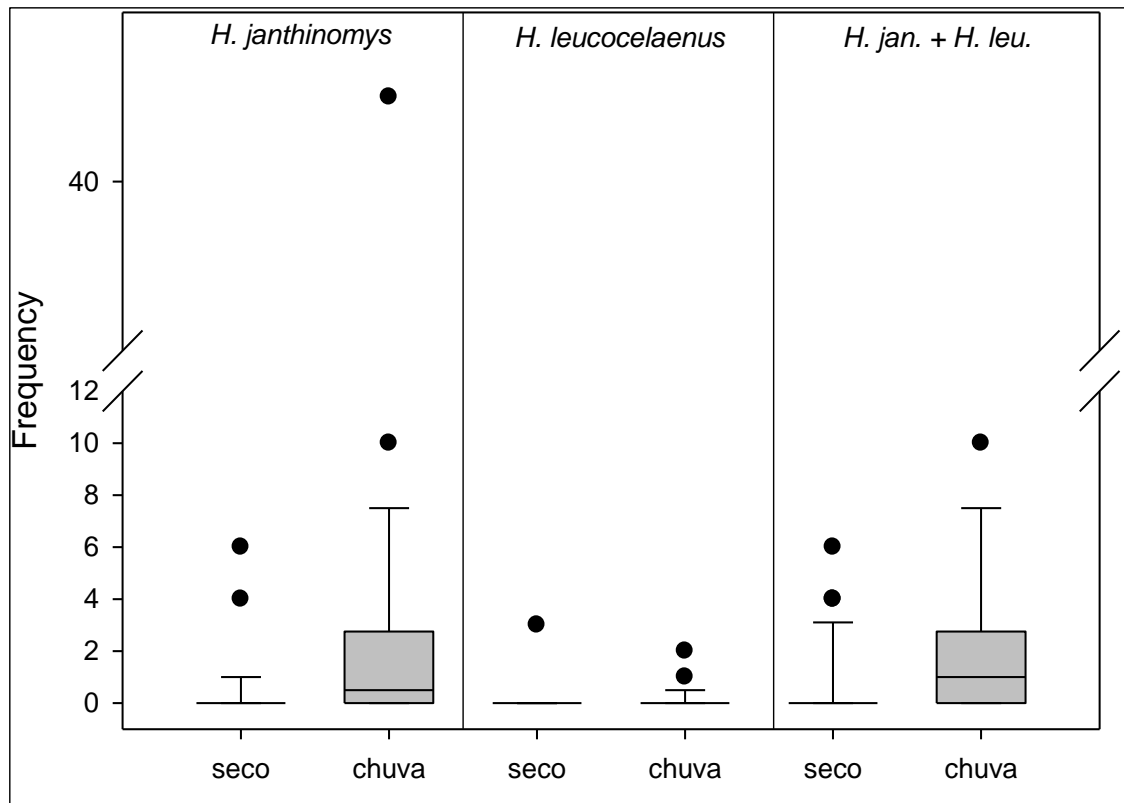 H. janthinomys H. leucocelaenus H. jan. + H. leu.
Frequency
40
12
10
8
6
4
2
0
seco chuva seco chuva seco chuva